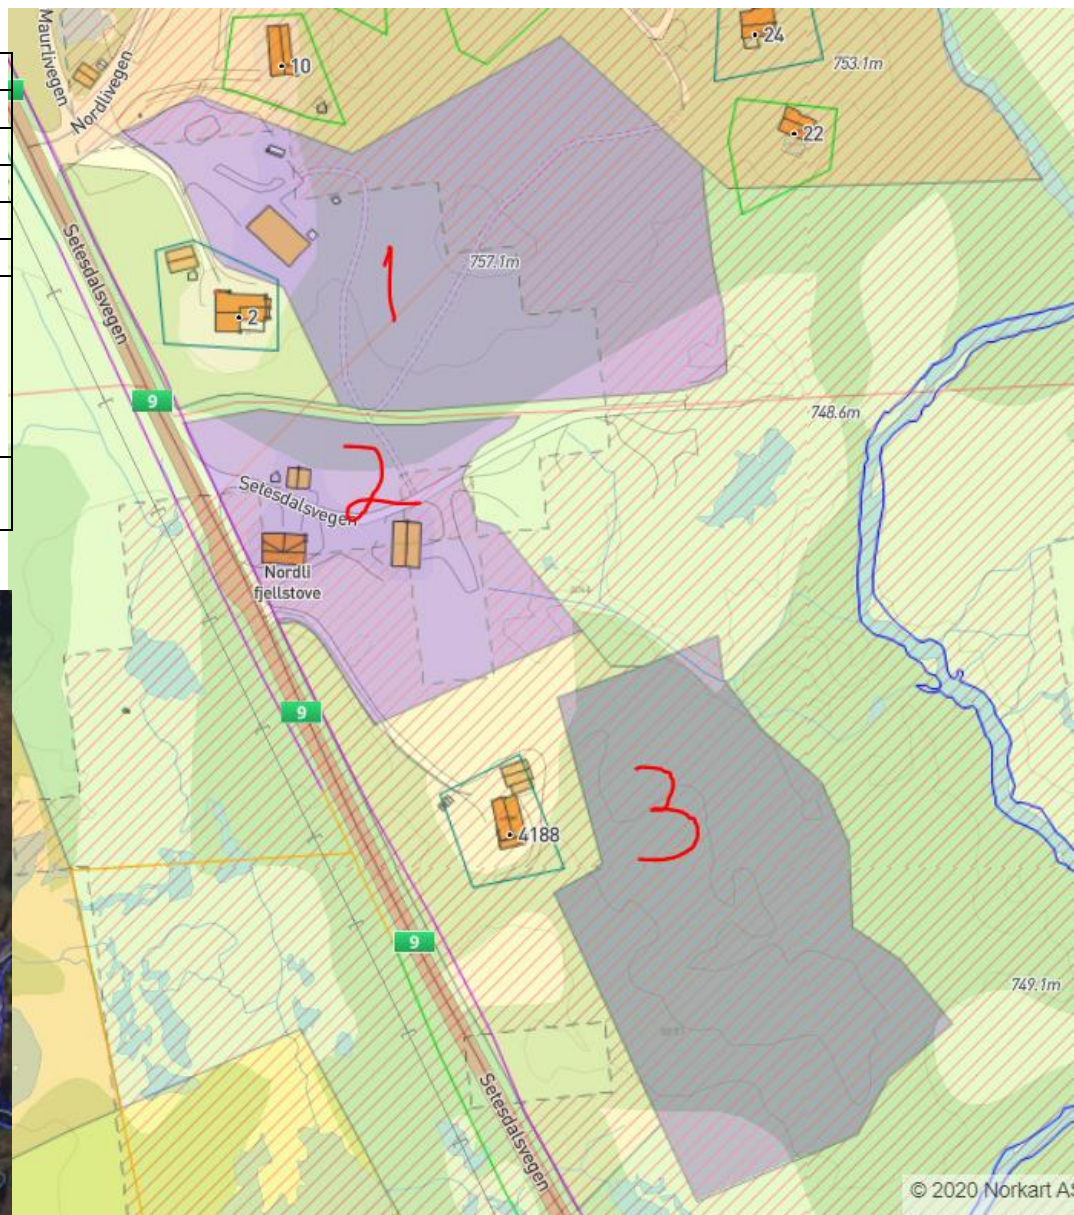 Maurlivegen
Nordlivegen
10
24
753.1m
22
Setesdalsvegen
2
1
757.1m
9
748.6m
2
Setesdalsvegen
Nordli
fjellstove
9
3
4188
9
749.1m
Setesdalsvegen
© 2020 Norkart AS